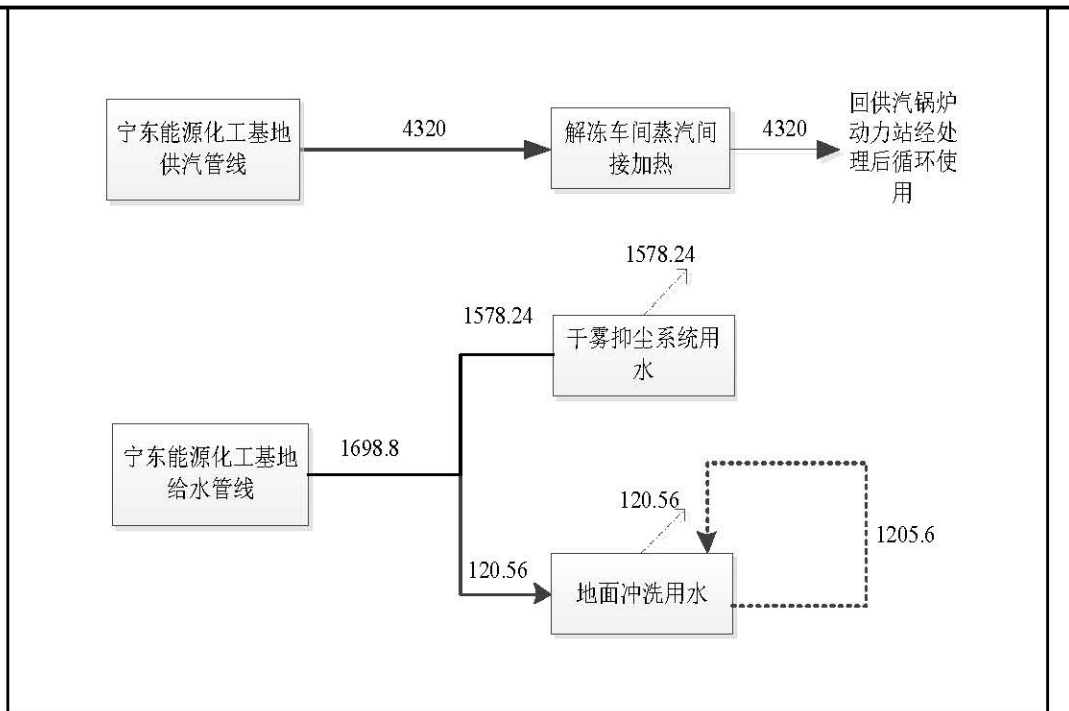 宁东能源化工基地
供汽管线
4320
解冻车间蒸汽间
接加热
4320
回供汽锅炉
动力站经处
理后循环使
用
1578.24
1578.24
干雾抑尘系统用
水
宁东能源化工基地
给水管线
1698.8
120.56
120.56
地面冲洗用水
1205.6